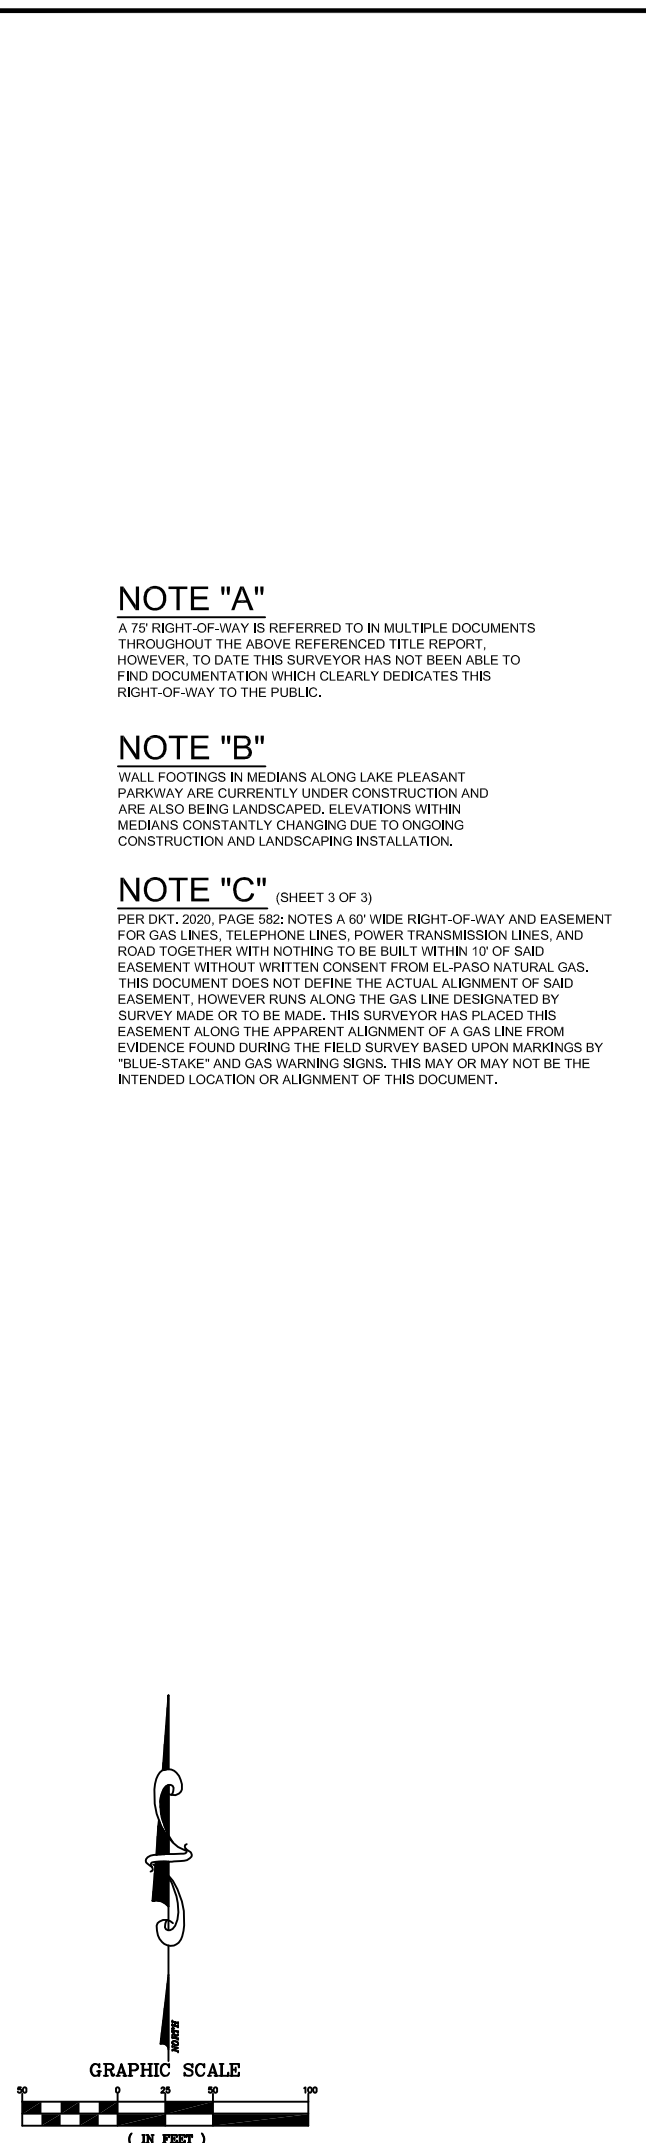 NOTE "A"
A 75' RIGHT-OF-WAY IS REFERRED TO IN MULTIPLE DOCUMENTS
THROUGHOUT THE ABOVE REFERENCED TITLE REPORT,
HOWEVER, TO DATE THIS SURVEYOR HAS NOT BEEN ABLE TO
FIND DOCUMENTATION WHICH CLEARLY DEDICATES THIS
RIGHT-OF-WAY TO THE PUBLIC.
NOTE "B"
WALL FOOTINGS IN MEDIANS ALONG LAKE PLEASANT
PARKWAY ARE CURRENTLY UNDER CONSTRUCTION AND
ARE ALSO BEING LANDSCAPED. ELEVATIONS WITHIN
MEDIANS CONSTANTLY CHANGING DUE TO ONGOING
CONSTRUCTION AND LANDSCAPING INSTALLATION.
NOTE "C" (SHEET 3 OF 3)
PER DKT. 2020, PAGE 582: NOTES A 60' WIDE RIGHT-OF-WAY AND EASEMENT
FOR GAS LINES, TELEPHONE LINES, POWER TRANSMISSION LINES, AND
ROAD TOGETHER WITH NOTHING TO BE BUILT WITHIN 10' OF SAID
EASEMENT WITHOUT WRITTEN CONSENT FROM EL-PASO NATURAL GAS.
THIS DOCUMENT DOES NOT DEFINE THE ACTUAL ALIGNMENT OF SAID
EASEMENT, HOWEVER RUNS ALONG THE GAS LINE DESIGNATED BY
SURVEY MADE OR TO BE MADE. THIS SURVEYOR HAS PLACED THIS
EASEMENT ALONG THE APPARENT ALIGNMENT OF A GAS LINE FROM
EVIDENCE FOUND DURING THE FIELD SURVEY BASED UPON MARKINGS BY
"BLUE-STAKE" AND GAS WARNING SIGNS. THIS MAY OR MAY NOT BE THE
INTENDED LOCATION OR ALIGNMENT OF THIS DOCUMENT.
NORTH
GRAPHIC SCALE
50 0 25 50 100
( IN FEET )